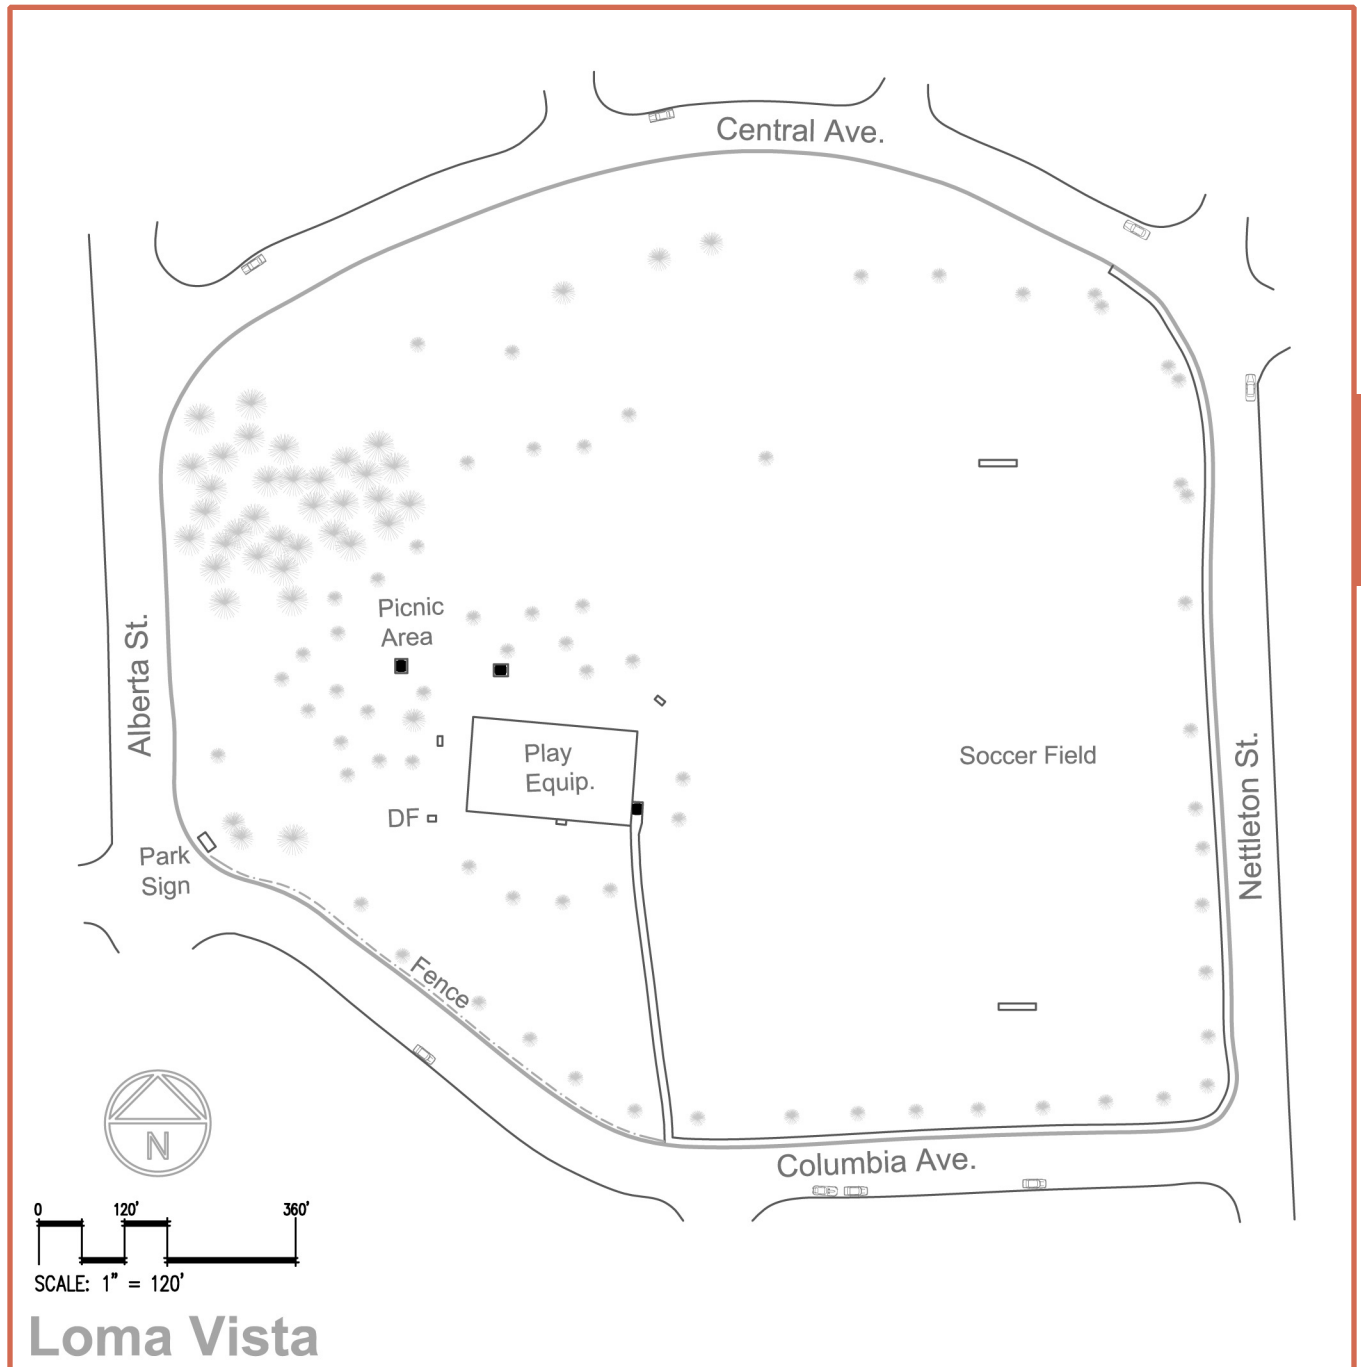 Central Ave.
Picnic
Area
Alberta St.
Play
Equip.
Soccer Field
Nettleton St.
DF
Park
Sign
Fence
N
Columbia Ave.
0 120' 360'
SCALE: 1" = 120'
Loma Vista